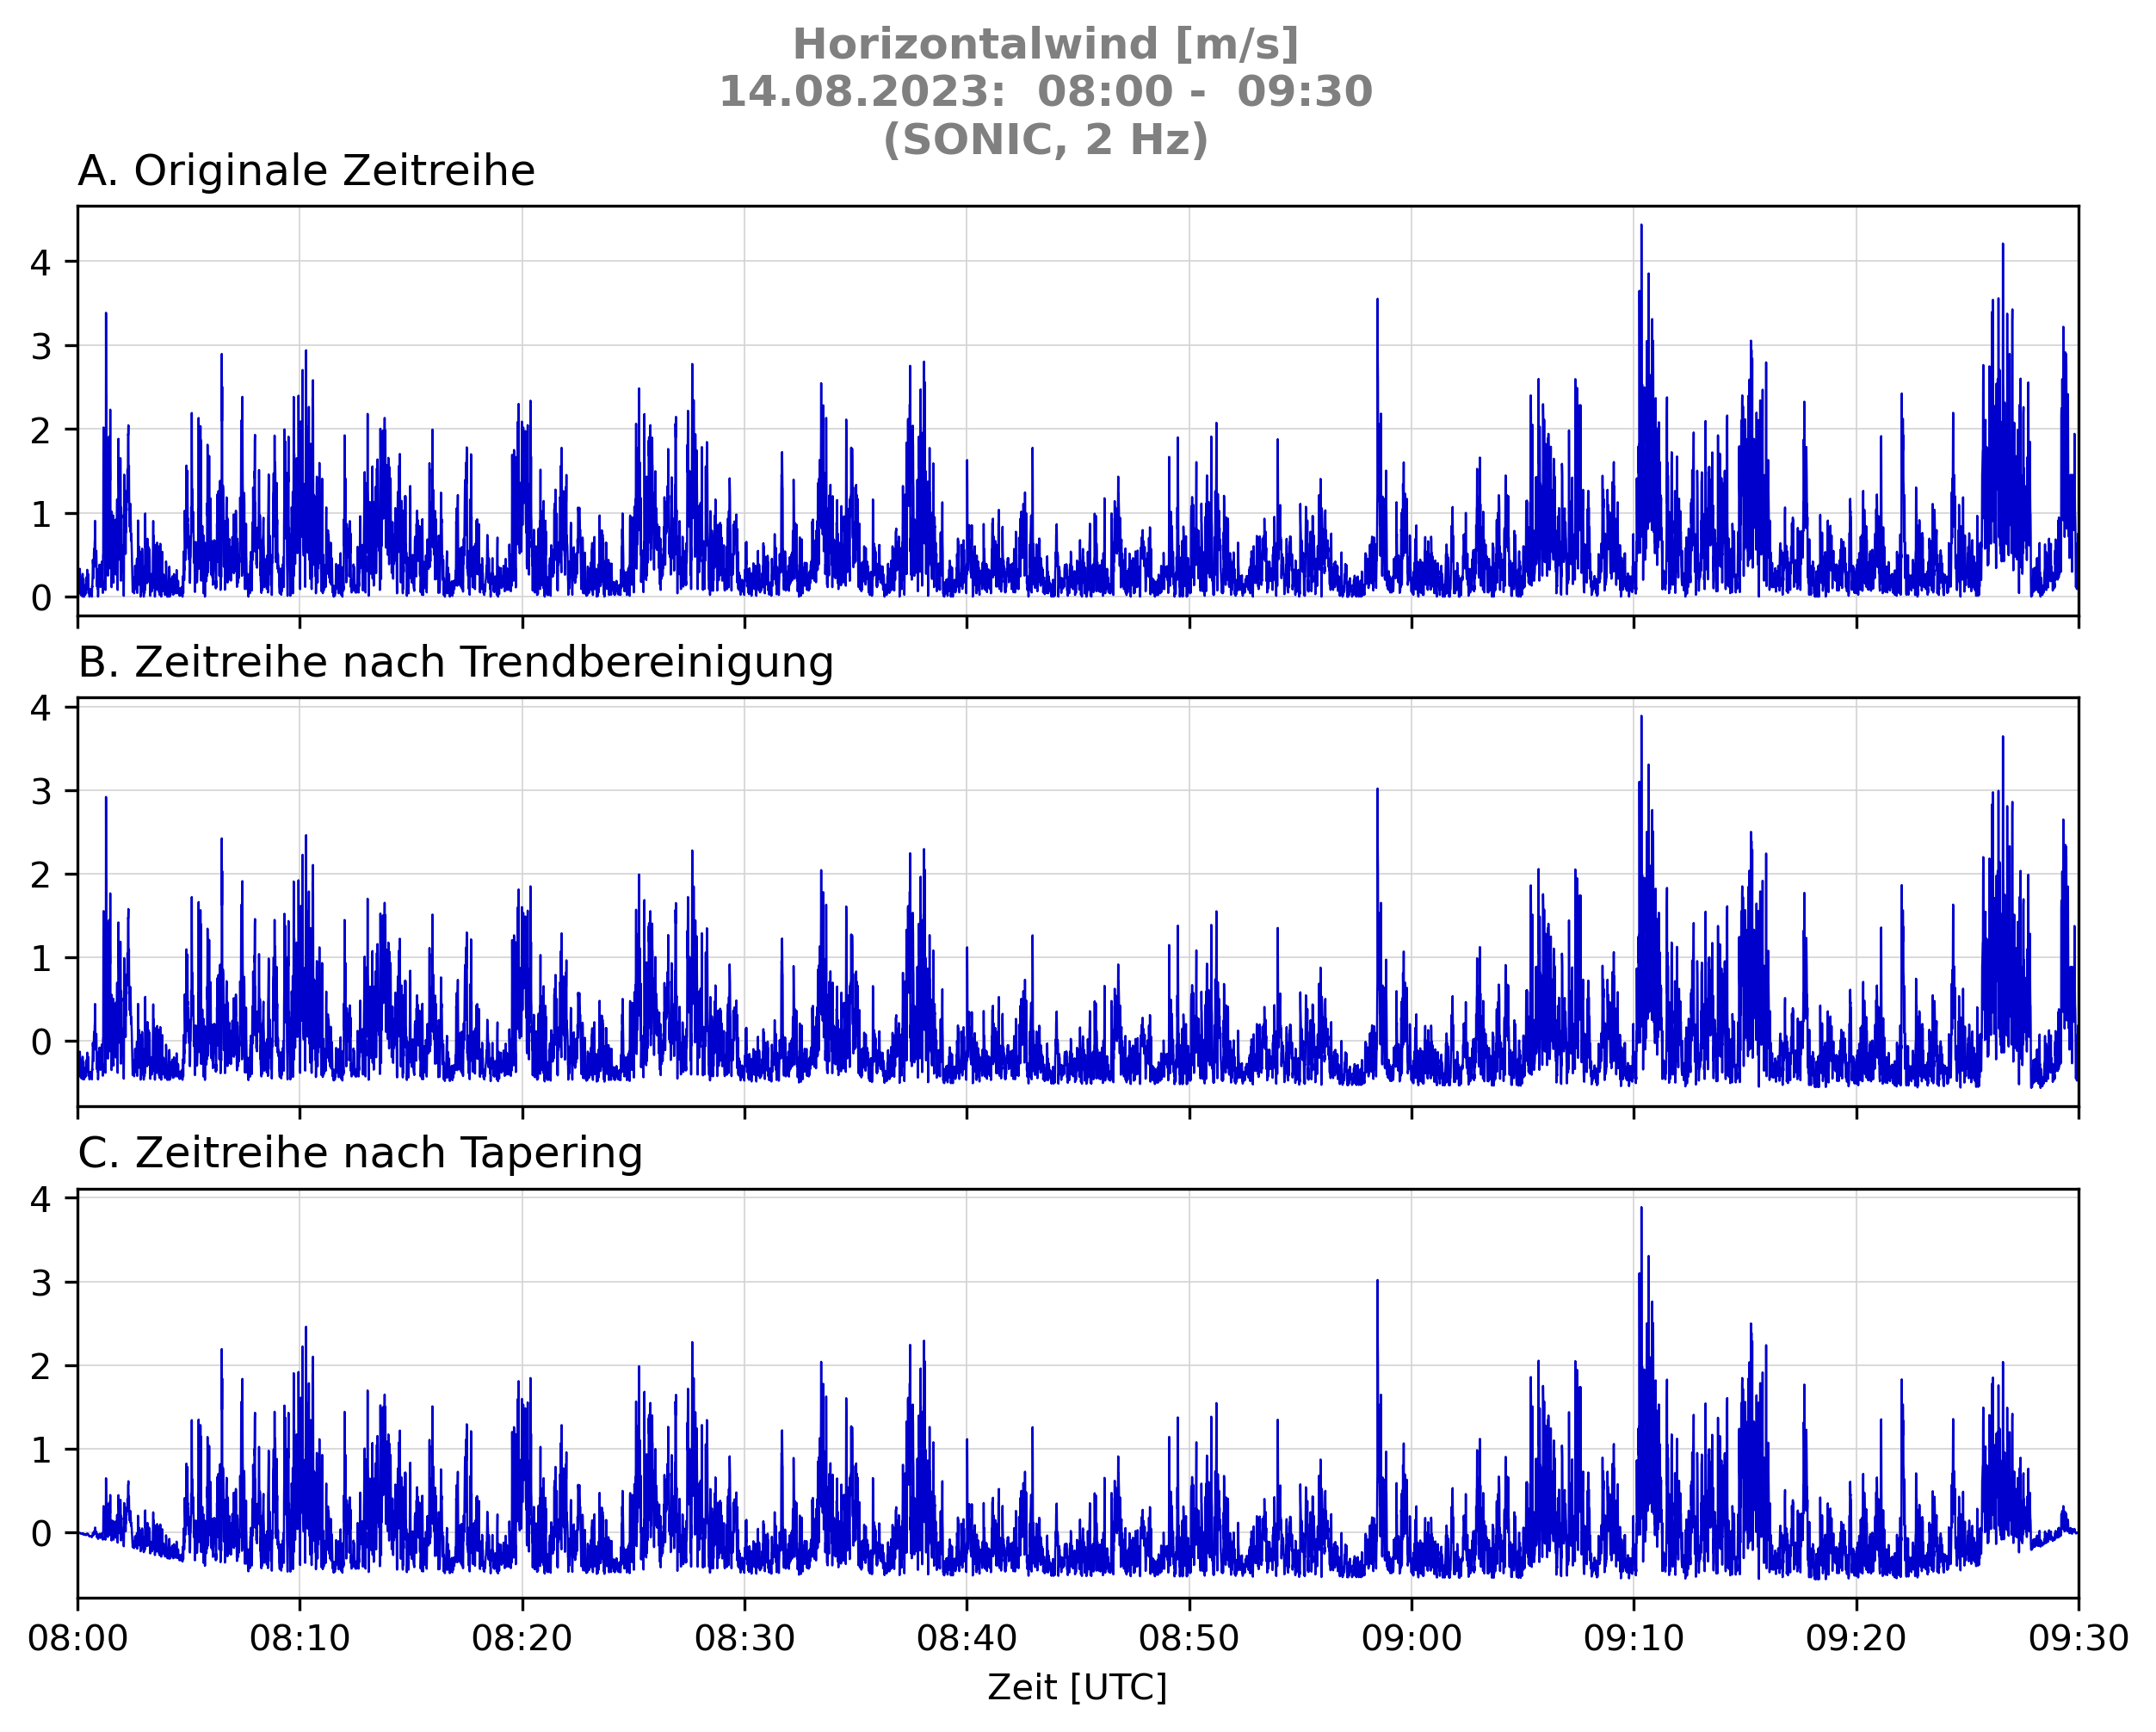 Horizontalwind [m/s]
14.08.2023:  08:00 -  09:30
(SONIC, 2 Hz)
A. Originale Zeitreihe
4
3
2
1
0
B. Zeitreihe nach Trendbereinigung
4
3
2
1
0
C. Zeitreihe nach Tapering
4
3
2
1
0
08:00 08:10 08:20 08:30 08:40 08:50 09:00 09:10 09:20 09:30
Zeit [UTC]